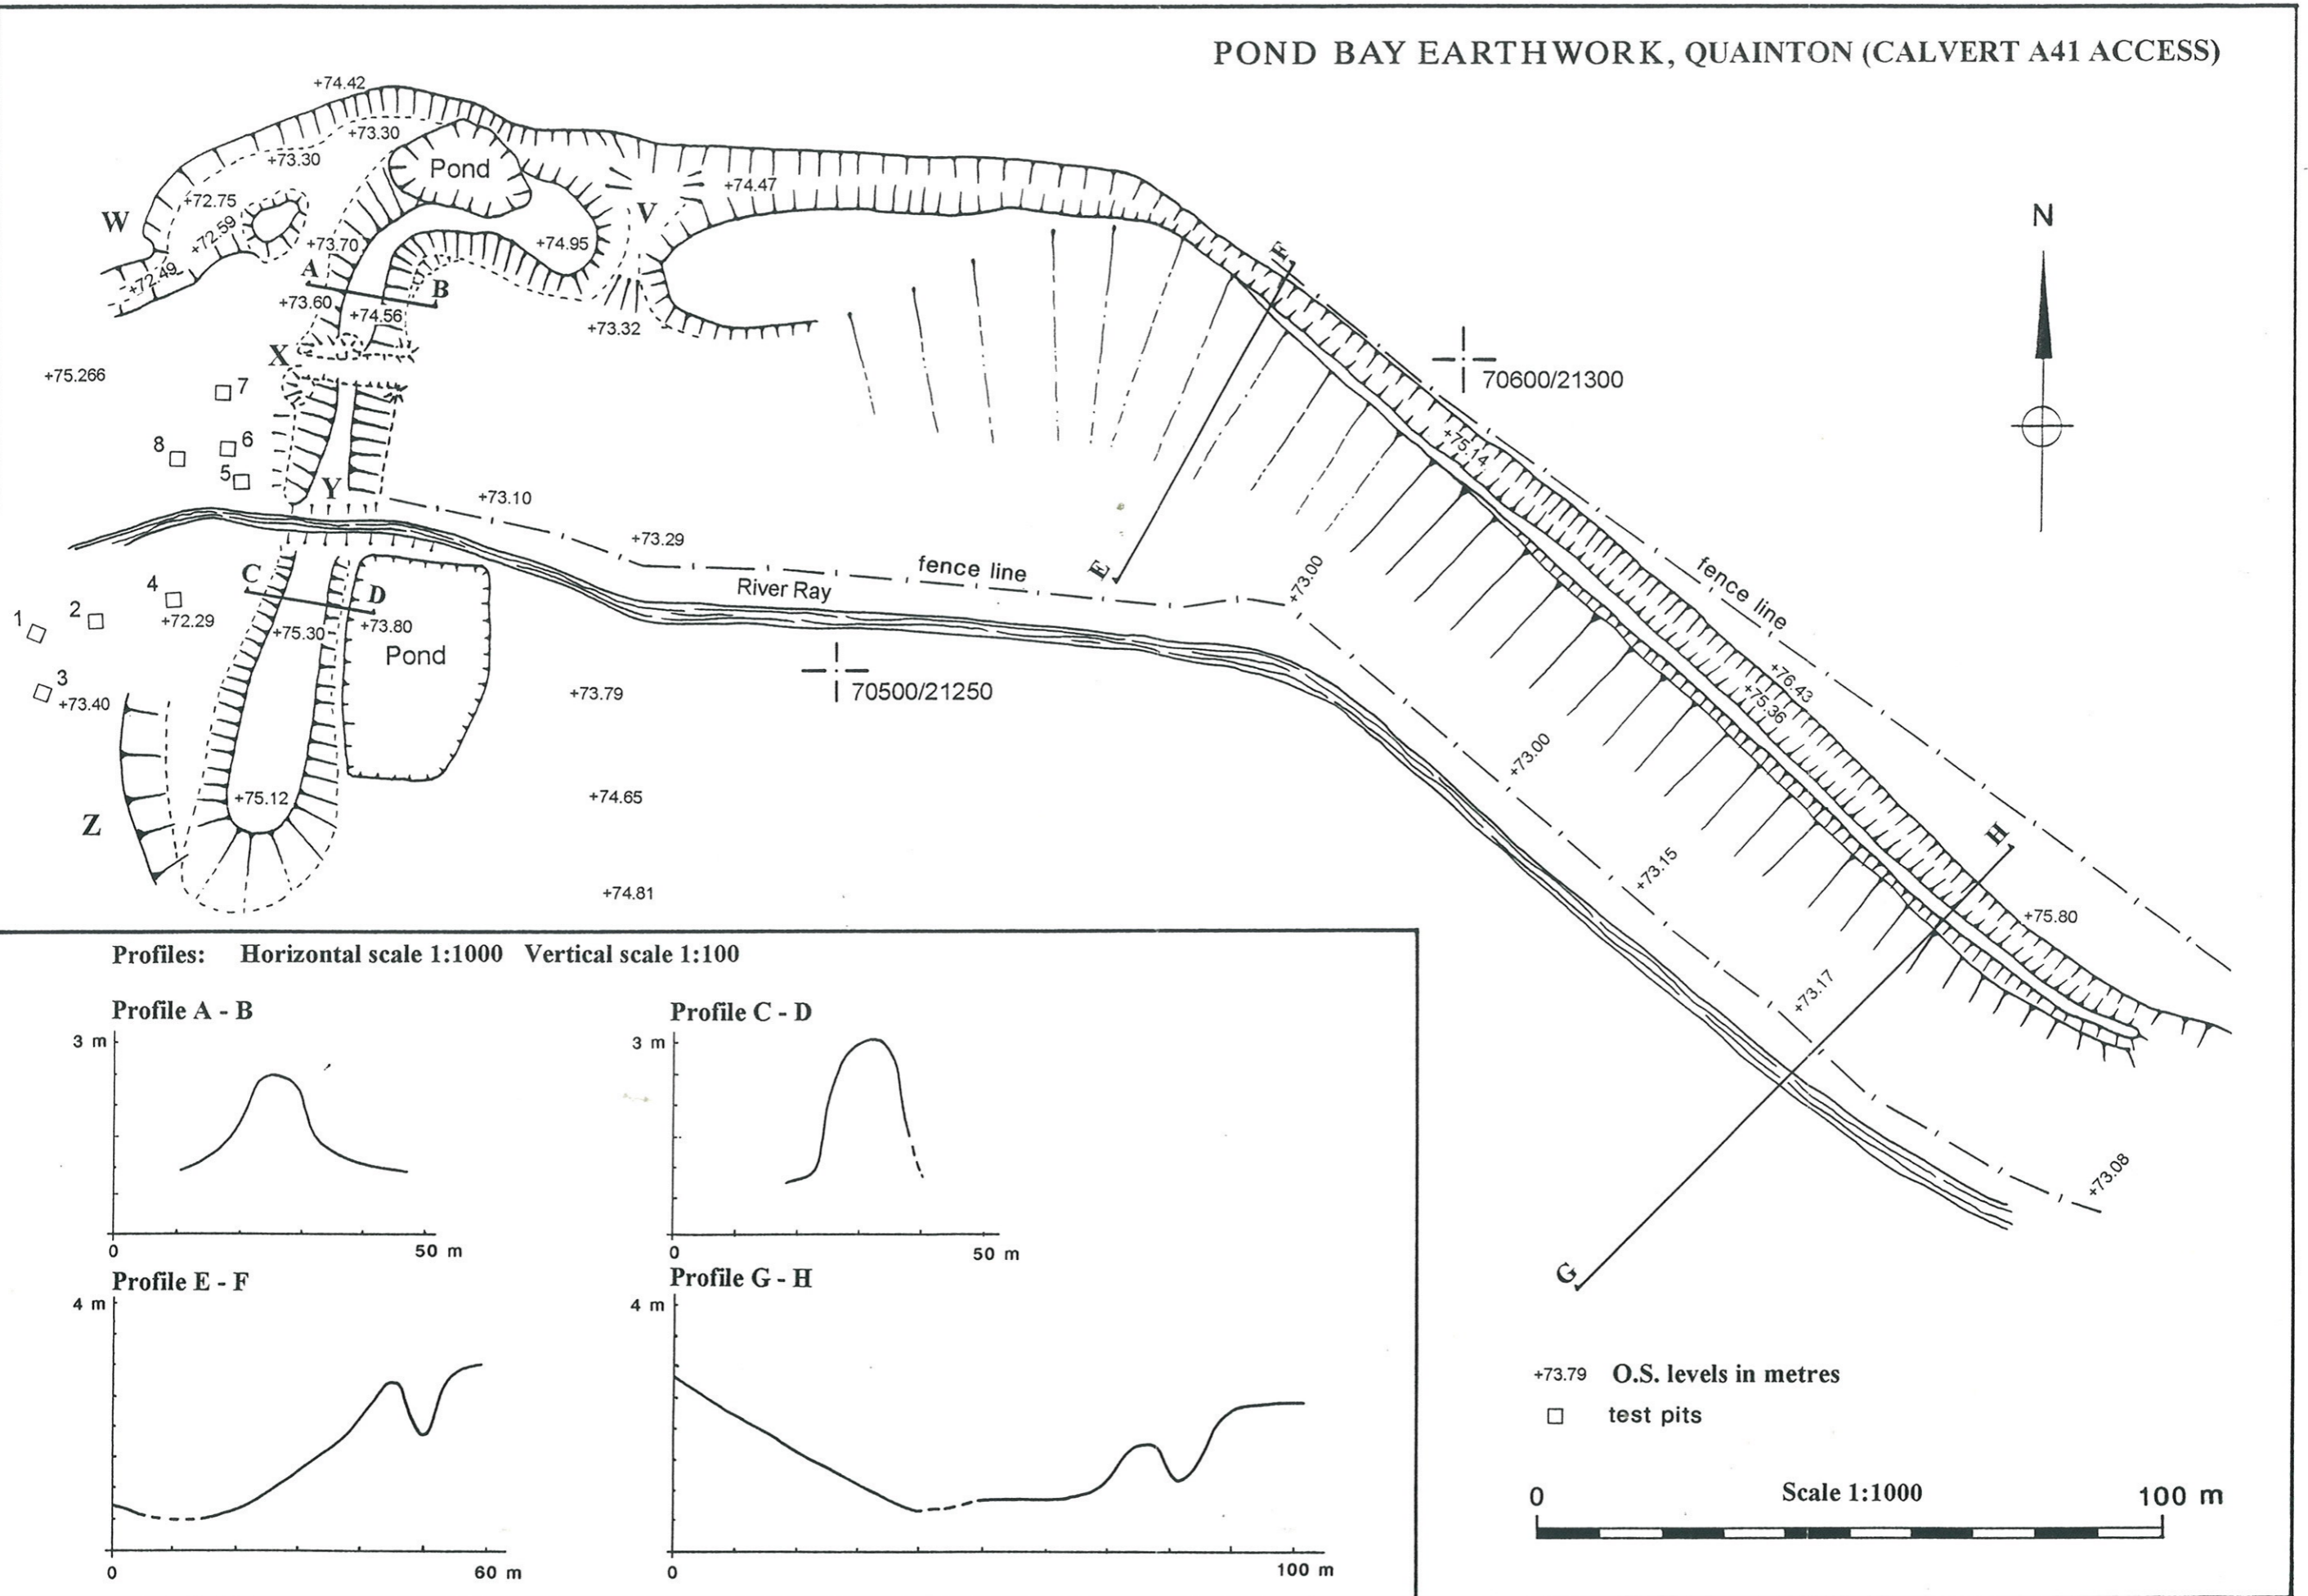 POND BAY EARTHWORK, QUAINTON (CALVERT A41 ACCESS)
+74.42
+73.30
+73.30
Pond
+72.75
+74.47
W
V
+72.59
+73.70
+74.95
N
A
+72.49
B
F
+73.60
+74.56
+73.32
X
70600/21300
+75.266
7
8
6
+75.14
5
Y
+73.10
+73.29
fence line
E
River Ray
+73.00
fence line
C
D
4
1
2
+72.29
+75.30
+73.80
Pond
3
+73.40
+73.79
70500/21250
+76.43
+75.36
+73.00
+75.12
+74.65
Z
H
+73.15
+74.81
+75.80
+73.17
+73.08
G
Profiles: Horizontal scale 1:1000 Vertical scale 1:100
Profile A - B
3 m
0
50 m
Profile C - D
3 m
0
50 m
Profile E - F
4 m
0
60 m
Profile G - H
4 m
0
100 m
+73.79 O.S. levels in metres
test pits
0 Scale 1:1000 100 m